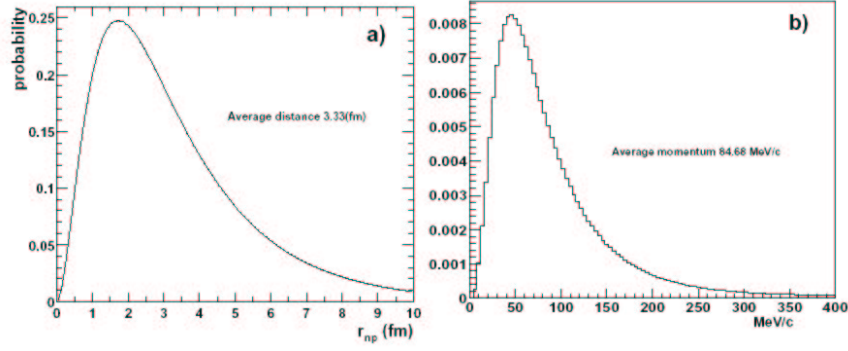 probability
0.25
0.2
0.15
0.1
0.05
0
a)
Average distance 3.33(fm)
0 1 2 3 4 5 6 7 8 9 10
r np (fm)
0.008
0.007
0.006
0.005
0.004
0.003
0.002
0.001
0
b)
Average momentum 84.68 MeV/c
0 50 100 150 200 250 300 350 400
MeV/c